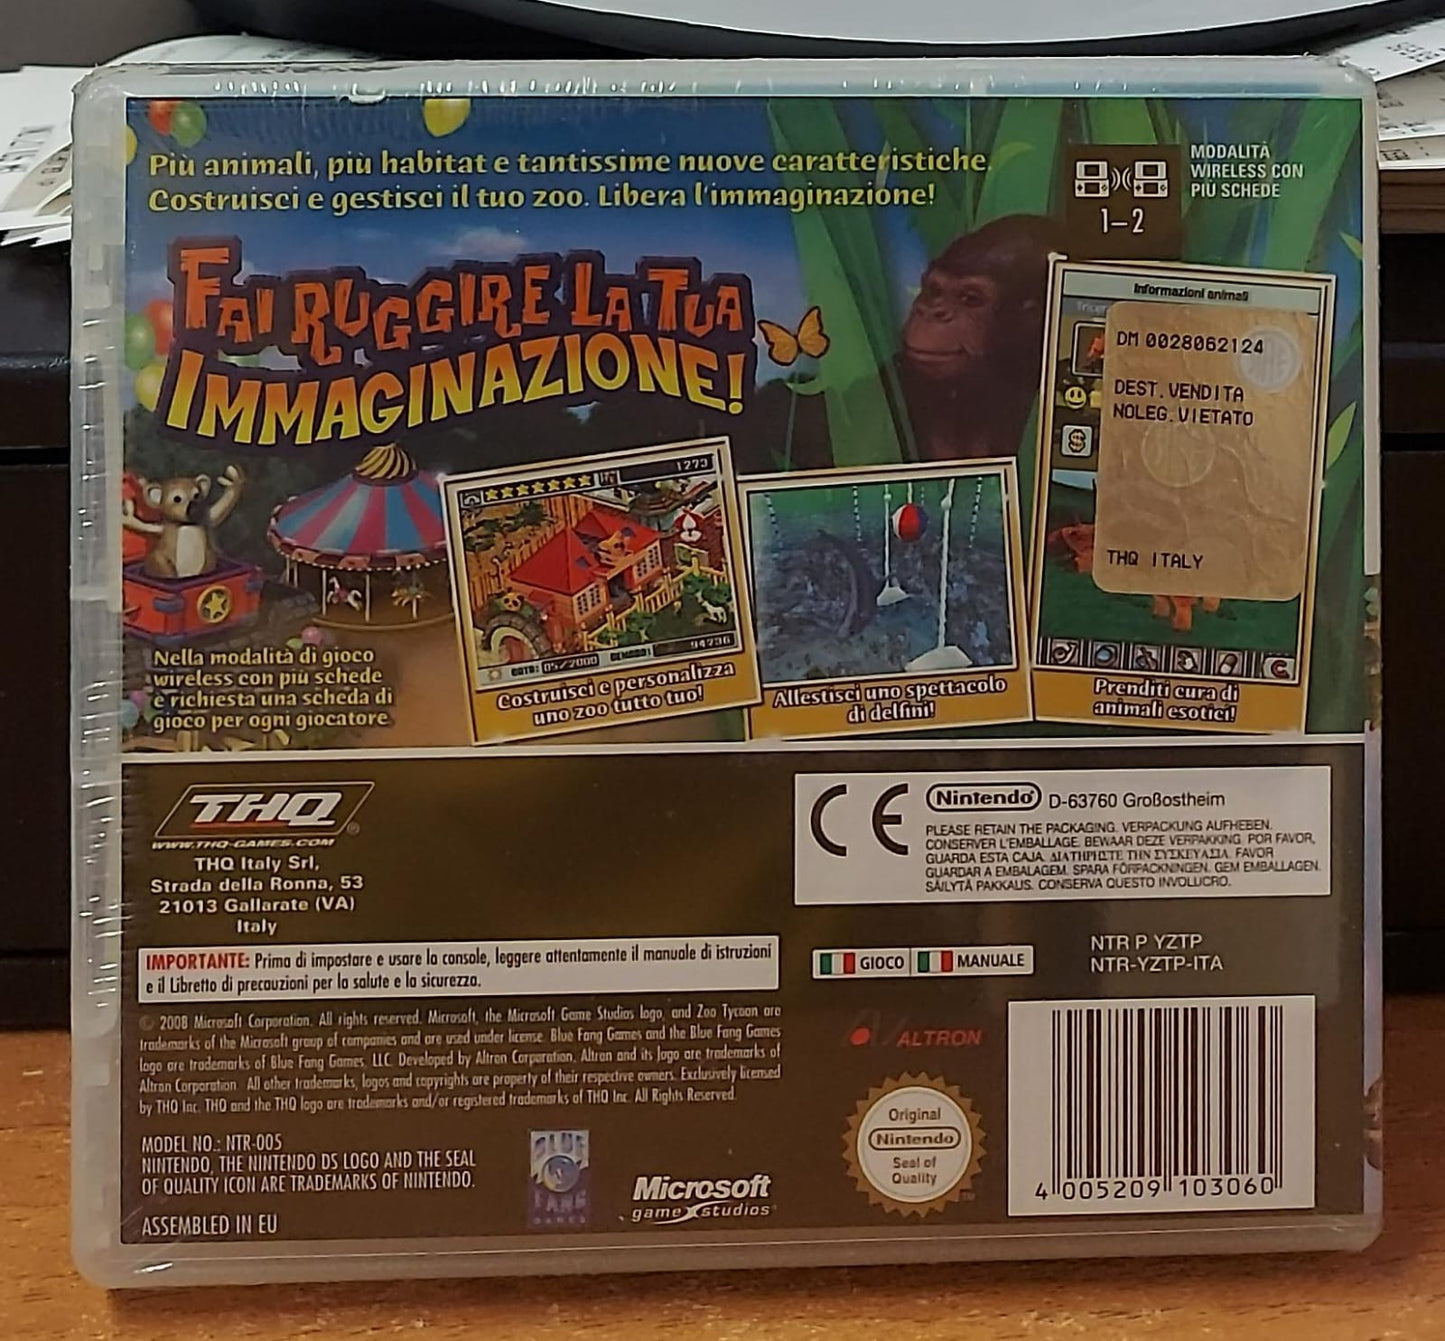 Più animali, più habitat e tantissime nuove caratteristiche.
Costruisci e gestisci il tuo zoo. Libera l'immaginazione!
MODALITÀ
WIRELESS CON
PIÙ SCHEDE
1-2
FAI RUGGIRE LA TUA
IMMAGINAZIONE!
Informazioni animali
DM 0028062124
DEST.VENDITA
NOLEG.VIETATO
THQ ITALY
1273
DATA: 05/2000
94236
Costruisci e personalizza
uno zoo tutto tuo!
Allestisci uno spettacolo
di delfini!
Prenditi cura di
animali esotici!
Nella modalità di gioco
wireless con più schede
è richiesta una scheda di
gioco per ogni giocatore.
THQ®
WWW.THQ-GAMES.COM
THQ Italy Srl,
Strada della Ronna, 53
21013 Gallarate (VA)
Italy
CE
Nintendo® D-63760 Großostheim
PLEASE RETAIN THE PACKAGING. VERPACKUNG AUFHEBEN.
CONSERVER L'EMBALLAGE. BEWAAR DEZE VERPAKKING. POR FAVOR,
GUARDA ESTA CAJA. ΔΙΑΤΗΡΗΣΤΕ ΤΗΝ ΣΥΣΚΕΥΑΣΙΑ. FAVOR
GUARDAR A EMBALAGEM. SPARA FÖRPACKNINGEN. GEM EMBALLAGEN.
SÄILYTÄ PAKKAUS. CONSERVA QUESTO INVOLUCRO.
IMPORTANTE: Prima di impostare e usare la console, leggere attentamente il manuale di istruzioni
e il Libretto di precauzioni per la salute e la sicurezza.
GIOCO MANUALE
NTR P YZTP
NTR-YZTP-ITA
© 2008 Microsoft Corporation. All rights reserved. Microsoft, the Microsoft Game Studios logo, and Zoo Tycoon are
trademarks of the Microsoft group of companies and are used under license. Blue Fang Games and the Blue Fang Games
logo are trademarks of Blue Fang Games, LLC. Developed by Altron Corporation. Altron and its logo are trademarks of
Altron Corporation. All other trademarks, logos and copyrights are property of their respective owners. Exclusively licensed
by THQ Inc. THQ and the THQ logo are trademarks and/or registered trademarks of THQ Inc. All Rights Reserved.
ALTRON
MODEL NO.: NTR-005
NINTENDO, THE NINTENDO DS LOGO AND THE SEAL
OF QUALITY ICON ARE TRADEMARKS OF NINTENDO.
ASSEMBLED IN EU
BLUE
FANG
GAMES
Microsoft
game studios
Original
Nintendo
Seal of
Quality
TM
4 005209 103060